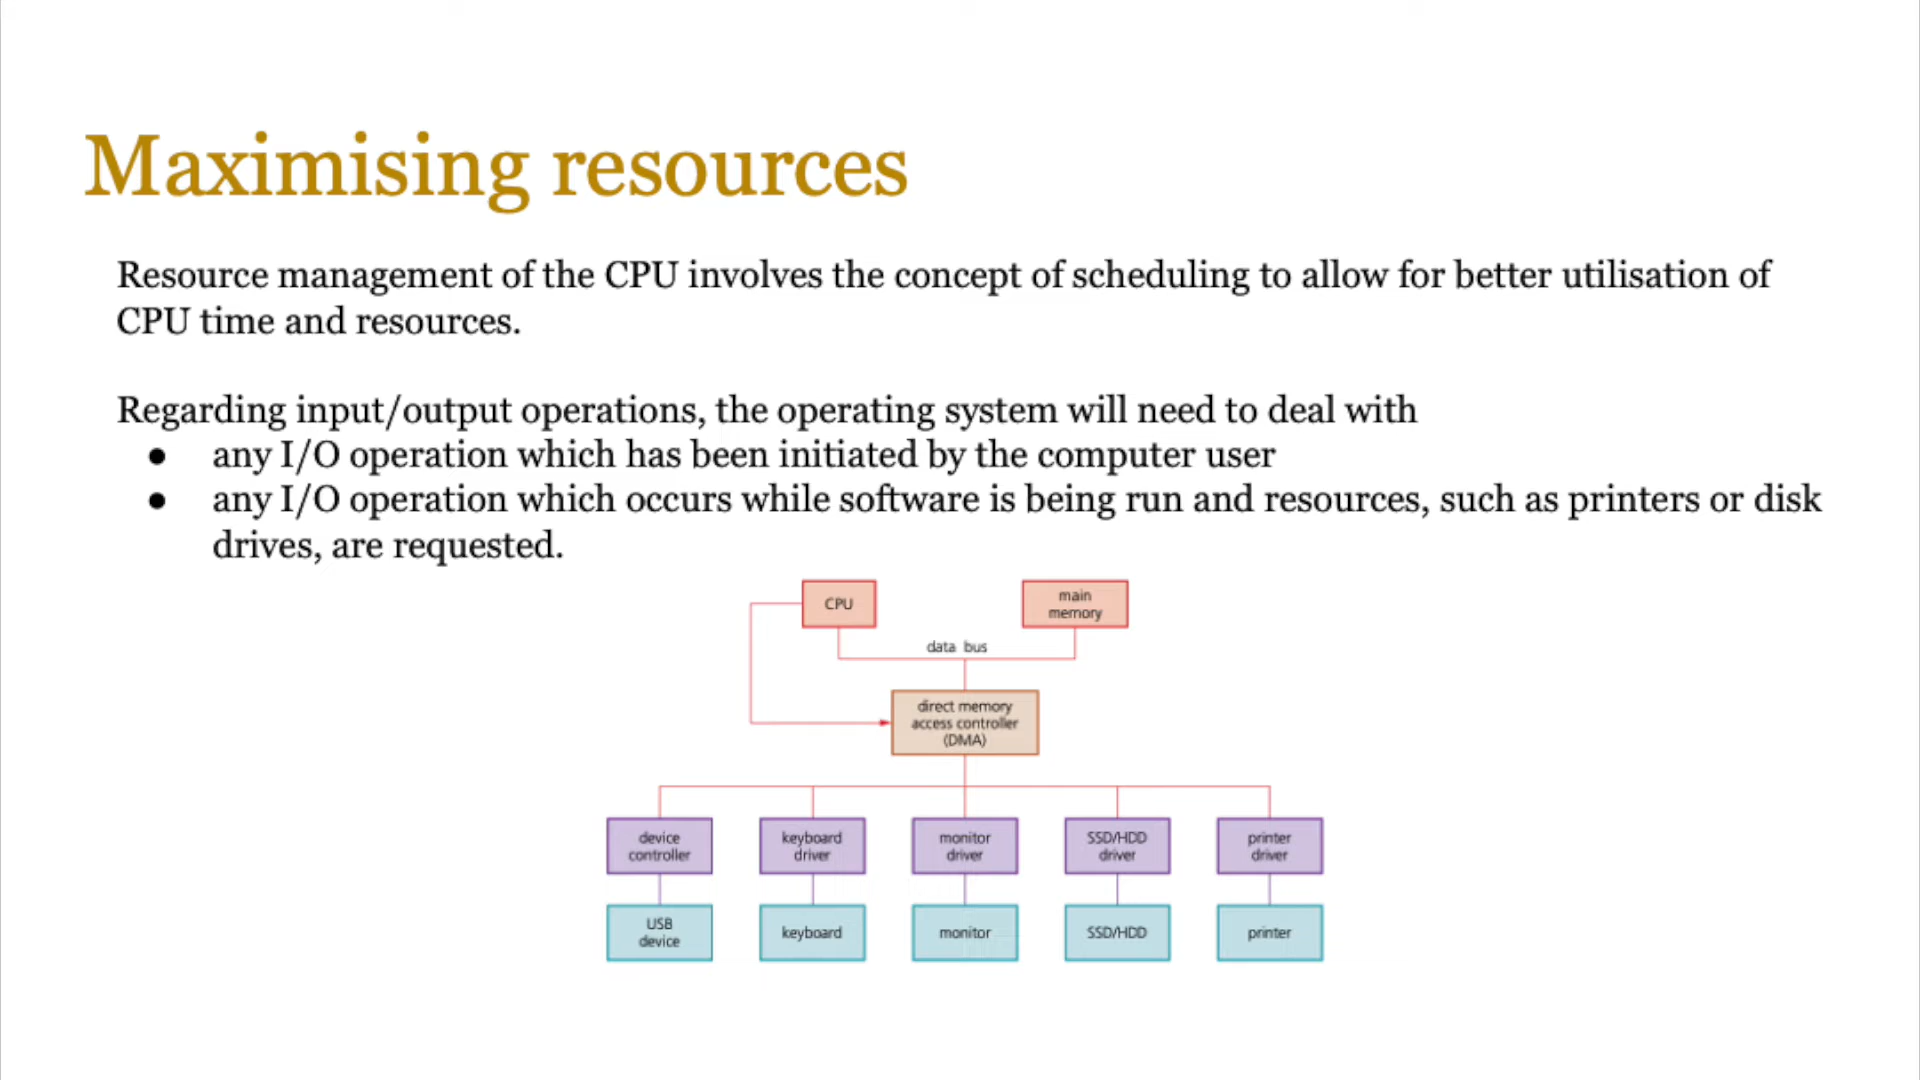 Maximising resources
Resource management of the CPU involves the concept of scheduling to allow for better utilisation of
CPU time and resources.
Regarding input/output operations, the operating system will need to deal with
● any I/O operation which has been initiated by the computer user
● any I/O operation which occurs while software is being run and resources, such as printers or disk
drives, are requested.
CPU
main
memory
data bus
direct memory
access controller
(DMA)
device
controller
keyboard
driver
monitor
driver
SSD/HDD
driver
printer
driver
USB
device
keyboard
monitor
SSD/HDD
printer